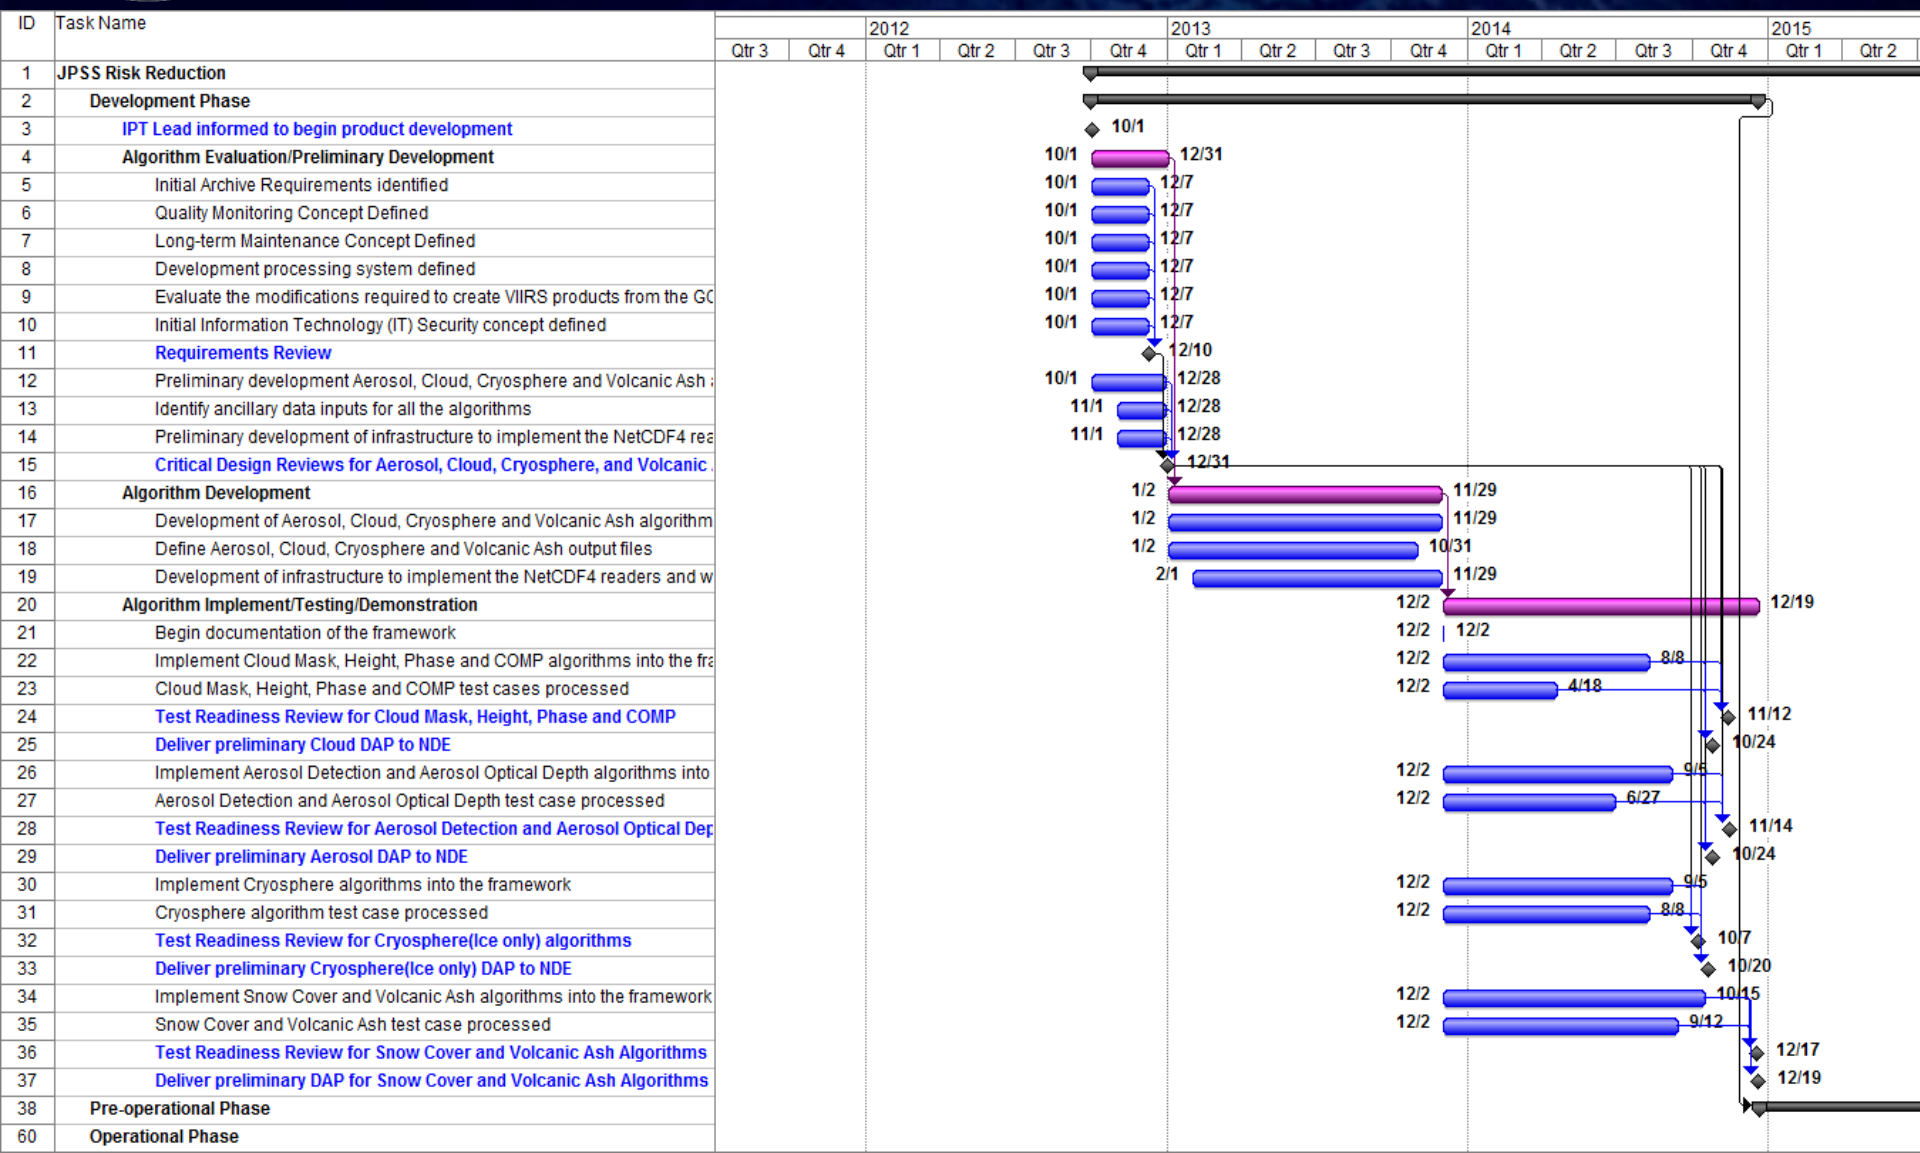 ID Task Name
2012 2013 2014 2015
Qtr 3 Qtr 4 Qtr 1 Qtr 2 Qtr 3 Qtr 4 Qtr 1 Qtr 2 Qtr 3 Qtr 4 Qtr 1 Qtr 2 Qtr 3 Qtr 4 Qtr 1 Qtr 2
1 JPSS Risk Reduction
2 Development Phase
3 IPT Lead informed to begin product development 10/1
4 Algorithm Evaluation/Preliminary Development 10/1 12/31
5 Initial Archive Requirements identified 10/1 12/7
6 Quality Monitoring Concept Defined 10/1 12/7
7 Long-term Maintenance Concept Defined 10/1 12/7
8 Development processing system defined 10/1 12/7
9 Evaluate the modifications required to create VIIRS products from the GO 10/1 12/7
10 Initial Information Technology (IT) Security concept defined 10/1 12/7
11 Requirements Review 12/10
12 Preliminary development Aerosol, Cloud, Cryosphere and Volcanic Ash 10/1 12/28
13 Identify ancillary data inputs for all the algorithms 11/1 12/28
14 Preliminary development of infrastructure to implement the NetCDF4 rea 11/1 12/28
15 Critical Design Reviews for Aerosol, Cloud, Cryosphere, and Volcanic 12/31
16 Algorithm Development 1/2 11/29
17 Development of Aerosol, Cloud, Cryosphere and Volcanic Ash algorithm 1/2 11/29
18 Define Aerosol, Cloud, Cryosphere and Volcanic Ash output files 1/2 10/31
19 Development of infrastructure to implement the NetCDF4 readers and w 2/1 11/29
20 Algorithm Implement/Testing/Demonstration 12/2 12/19
21 Begin documentation of the framework 12/2 12/2
22 Implement Cloud Mask, Height, Phase and COMP algorithms into the fra 12/2 8/8
23 Cloud Mask, Height, Phase and COMP test cases processed 12/2 4/18
24 Test Readiness Review for Cloud Mask, Height, Phase and COMP 11/12
25 Deliver preliminary Cloud DAP to NDE 10/24
26 Implement Aerosol Detection and Aerosol Optical Depth algorithms into 12/2 9/5
27 Aerosol Detection and Aerosol Optical Depth test case processed 12/2 6/27
28 Test Readiness Review for Aerosol Detection and Aerosol Optical Dep 11/14
29 Deliver preliminary Aerosol DAP to NDE 10/24
30 Implement Cryosphere algorithms into the framework 12/2 9/5
31 Cryosphere algorithm test case processed 12/2 8/8
32 Test Readiness Review for Cryosphere(Ice only) algorithms 10/7
33 Deliver preliminary Cryosphere(Ice only) DAP to NDE 10/20
34 Implement Snow Cover and Volcanic Ash algorithms into the framework 12/2 10/15
35 Snow Cover and Volcanic Ash test case processed 12/2 9/12
36 Test Readiness Review for Snow Cover and Volcanic Ash Algorithms 12/17
37 Deliver preliminary DAP for Snow Cover and Volcanic Ash Algorithms 12/19
38 Pre-operational Phase
60 Operational Phase